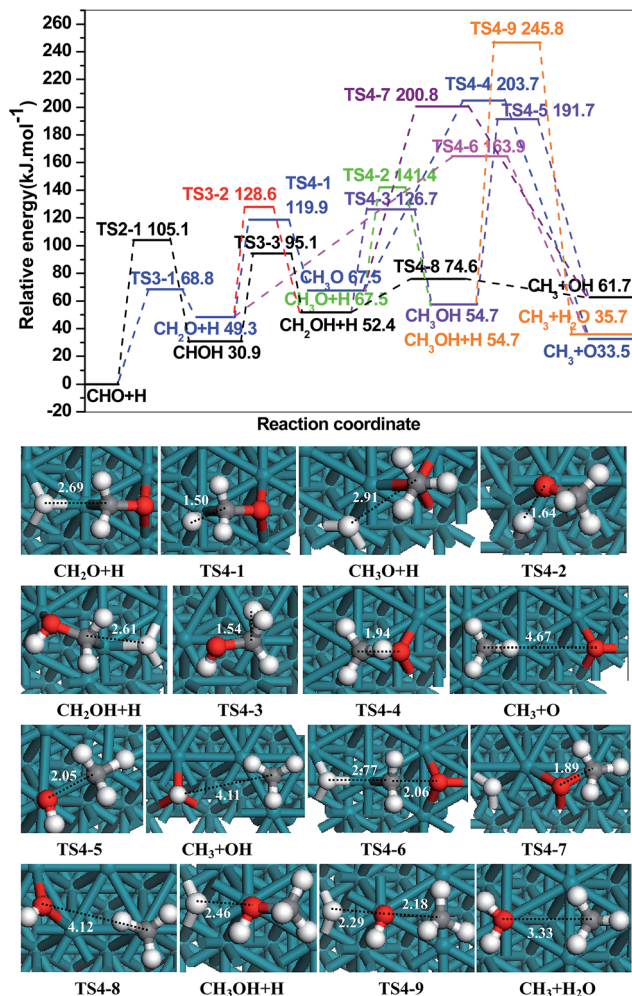 Relative energy(kJ.mol⁻¹)
280
260
240
220
200
180
160
140
120
100
80
60
40
20
0
-20
TS4-9 245.8
TS4-4 203.7
TS4-7 200.8
TS4-5 191.7
TS4-6 163.9
TS4-2 141.4
TS4-1
119.9
TS3-2 128.6
TS4-3 126.7
TS2-1 105.1
TS3-3 95.1
TS4-8 74.6
TS3-1 68.8
CH₃O 67.5
CH₃O+H 67.5
CH₃+OH 61.7
CH₂O+H 49.3
CH₂OH+H 52.4
CH₃OH 54.7
CH₃OH+H 54.7
CH₃+H₂O 35.7
CH₃+O33.5
CHOH 30.9
CHO+H
Reaction coordinate
2.69
1.50
2.91
1.64
CH₂O+H TS4-1 CH₃O+H TS4-2
2.61
1.54
1.94
4.67
CH₂OH+H TS4-3 TS4-4 CH₃+O
2.05
4.11
2.77
2.06
1.89
TS4-5 CH₃+OH TS4-6 TS4-7
4.12
2.46
2.29
2.18
3.33
TS4-8 CH₃OH+H TS4-9 CH₃+H₂O